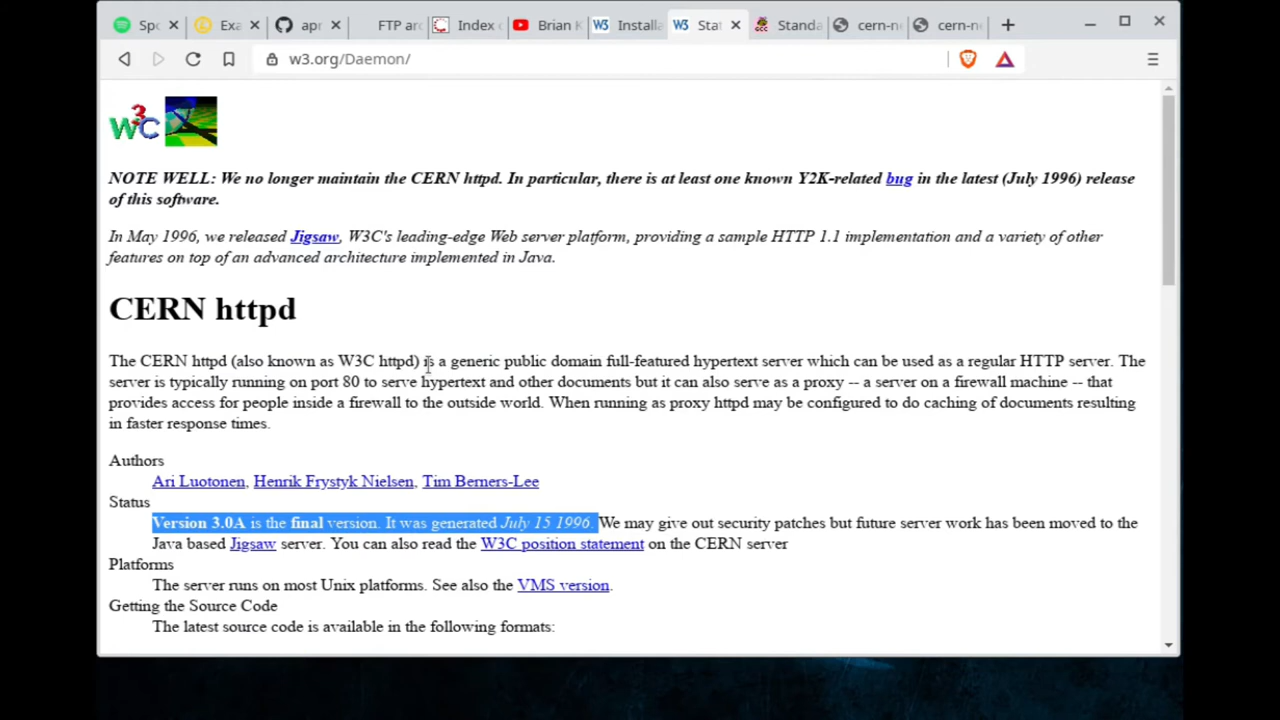 Spo
Exa
apr
FTP arc
Index o
Brian K
W3
Installa
W3
Stat
Standa
cern-n
cern-n
w3.org/Daemon/
W3C
NOTE WELL: We no longer maintain the CERN httpd. In particular, there is at least one known Y2K-related bug in the latest (July 1996) release
of this software.
In May 1996, we released Jigsaw, W3C's leading-edge Web server platform, providing a sample HTTP 1.1 implementation and a variety of other
features on top of an advanced architecture implemented in Java.
CERN httpd
The CERN httpd (also known as W3C httpd) is a generic public domain full-featured hypertext server which can be used as a regular HTTP server. The
server is typically running on port 80 to serve hypertext and other documents but it can also serve as a proxy -- a server on a firewall machine -- that
provides access for people inside a firewall to the outside world. When running as proxy httpd may be configured to do caching of documents resulting
in faster response times.
Authors
Ari Luotonen, Henrik Frystyk Nielsen, Tim Berners-Lee
Status
Version 3.0A is the final version. It was generated July 15 1996. We may give out security patches but future server work has been moved to the
Java based Jigsaw server. You can also read the W3C position statement on the CERN server
Platforms
The server runs on most Unix platforms. See also the VMS version.
Getting the Source Code
The latest source code is available in the following formats: